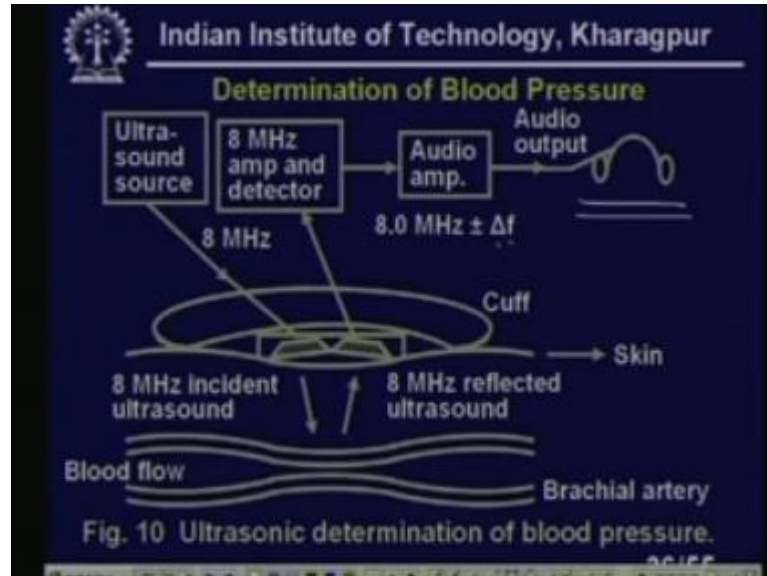 Indian Institute of Technology, Kharagpur
Determination of Blood Pressure
Ultra-
sound
source
8 MHz
amp and
detector
Audio
amp.
Audio
output
8 MHz
8.0 MHz ± Δf
Cuff
Skin
8 MHz incident
ultrasound
8 MHz reflected
ultrasound
Blood flow
Brachial artery
Fig. 10 Ultrasonic determination of blood pressure.